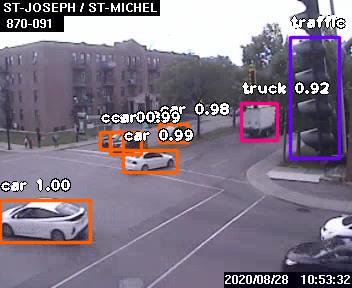 ST-JOSEPH / ST-MICHEL
870-091
traffic
truck 0.92
car 0.98
car 0.99
car 1.00
2020/08/28 10:53:32